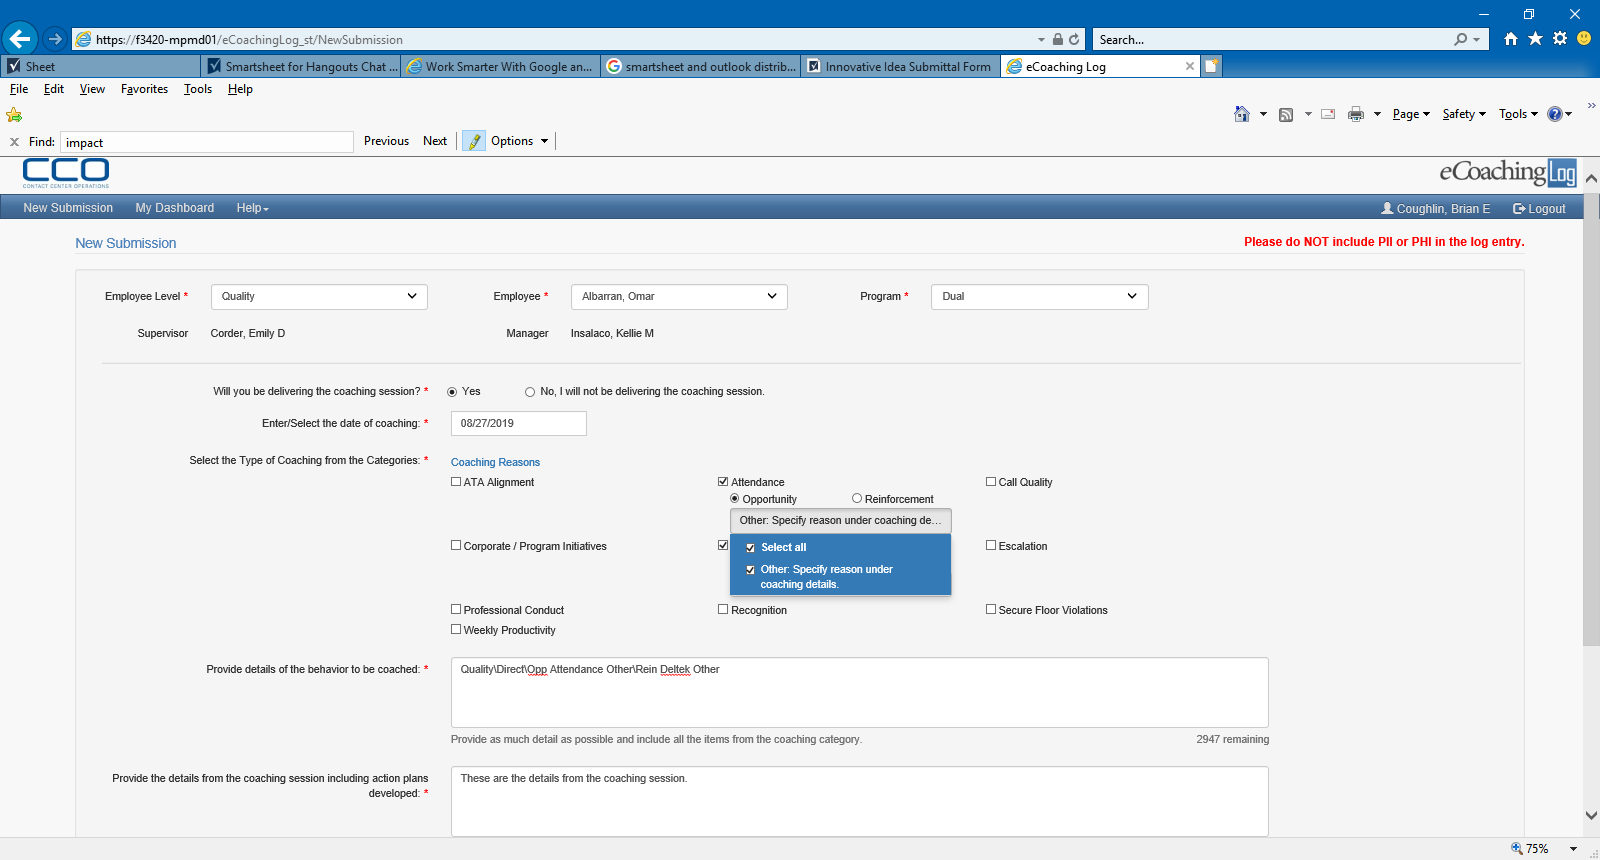 https://f3420-mpmd01/eCoachingLog_st/NewSubmission
Search...
Sheet
Smartsheet for Hangouts Chat ...
Work Smarter With Google an...
smartsheet and outlook distrib...
Innovative Idea Submittal Form
eCoaching Log
File Edit View Favorites Tools Help
Page Safety Tools
Find: impact Previous Next Options
CCO
CONTACT CENTER OPERATIONS
eCoachingLog
New Submission My Dashboard Help Coughlin, Brian E Logout
New Submission
Please do NOT include PII or PHI in the log entry.
Employee Level * Quality Employee * Albarran, Omar Program * Dual
Supervisor Corder, Emily D Manager Insalaco, Kellie M
Will you be delivering the coaching session? * Yes No, I will not be delivering the coaching session.
Enter/Select the date of coaching: * 08/27/2019
Select the Type of Coaching from the Categories: * Coaching Reasons
ATA Alignment Attendance Call Quality
Opportunity Reinforcement
Other: Specify reason under coaching de...
Corporate / Program Initiatives Select all Escalation
Other: Specify reason under
coaching details.
Professional Conduct Recognition Secure Floor Violations
Weekly Productivity
Provide details of the behavior to be coached: * Quality\Direct\Opp Attendance Other\Rein Deltek Other
Provide as much detail as possible and include all the items from the coaching category. 2947 remaining
Provide the details from the coaching session including action plans These are the details from the coaching session.
developed: *
75%